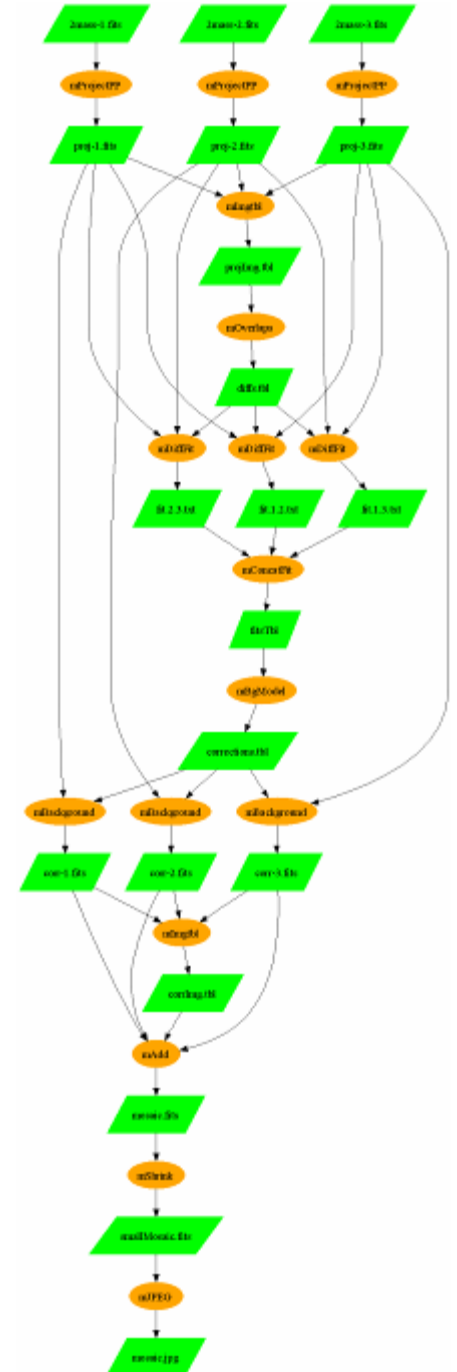 2mass-1.fits
2mass-2.fits
2mass-3.fits
mProjectPP
mProjectPP
mProjectPP
proj-1.fits
proj-2.fits
proj-3.fits
mImgtbl
projImg.tbl
mOverlaps
diffs.tbl
mDiffFit
mDiffFit
mDiffFit
fit.2.3.txt
fit.1.2.txt
fit.1.3.txt
mConcatFit
fits.Tbl
mBgModel
corrections.tbl
mBackground
mBackground
mBackground
corr-1.fits
corr-2.fits
corr-3.fits
mImgtbl
corrImg.tbl
mAdd
mosaic.fits
mShrink
smallMosaic.fits
mJPEG
mosaic.jpg